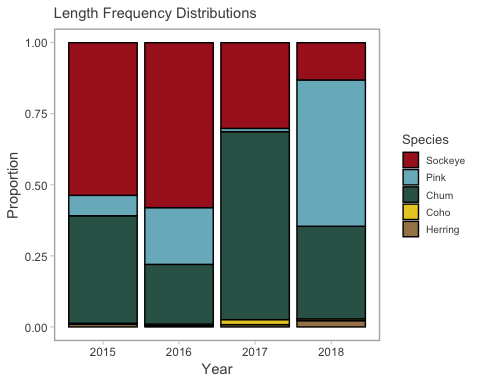 Length Frequency Distributions
1.00
0.75
0.50
0.25
0.00
Proportion
2015 2016 2017 2018
Year
Species
Sockeye
Pink
Chum
Coho
Herring